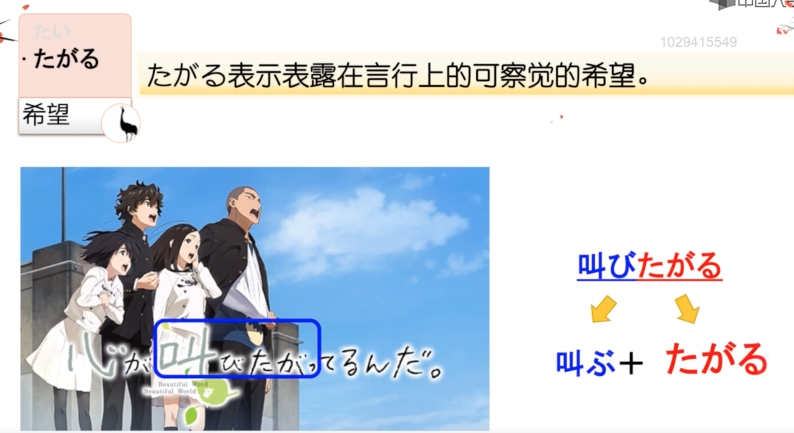 たい
・たがる
希望
1029415549
たがる表示表露在言行上的可察觉的希望。
心が叫びたがってるんだ。
Beautiful Word
Beautiful World
叫びたがる
叫ぶ＋ たがる